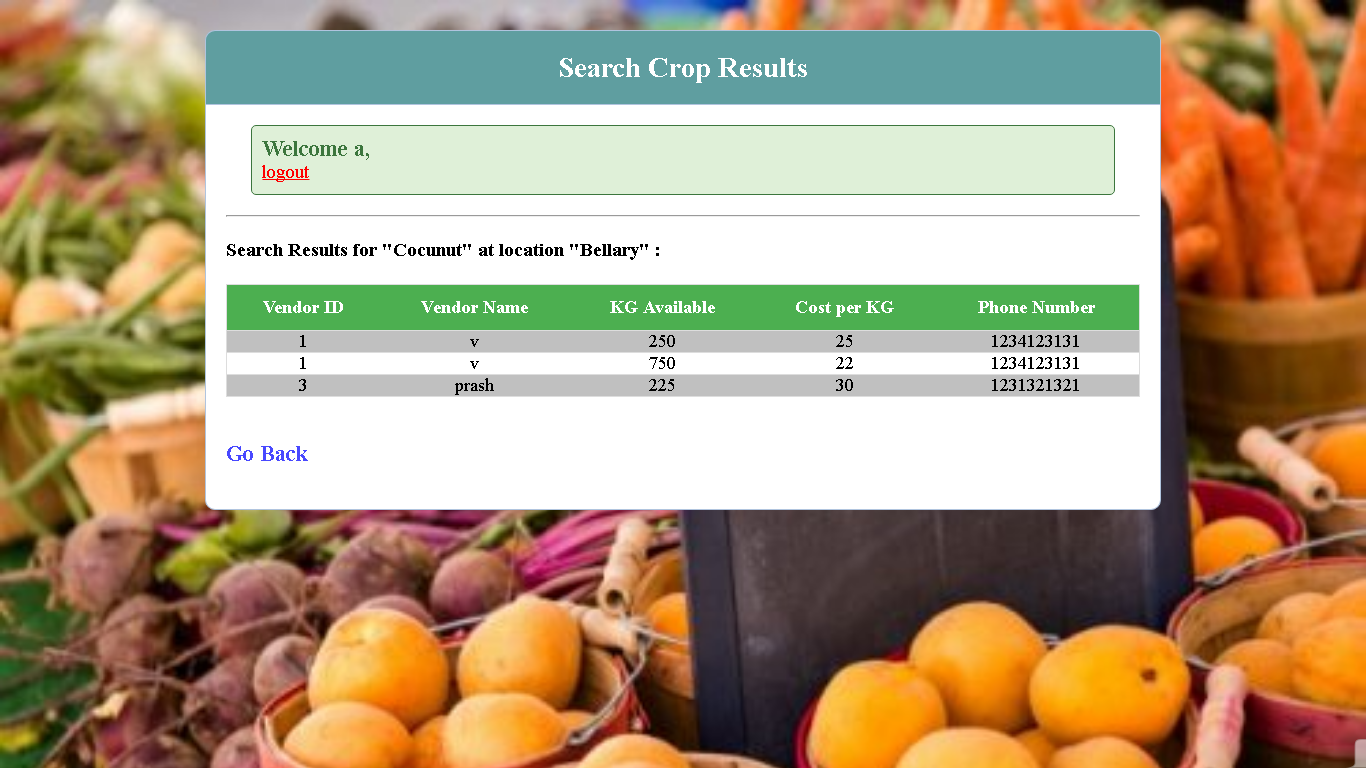 Search Crop Results
Welcome a,
logout
Search Results for "Cocunut" at location "Bellary" :
Vendor ID Vendor Name KG Available Cost per KG Phone Number
1 v 250 25 1234123131
1 v 750 22 1234123131
3 prash 225 30 1231321321
Go Back